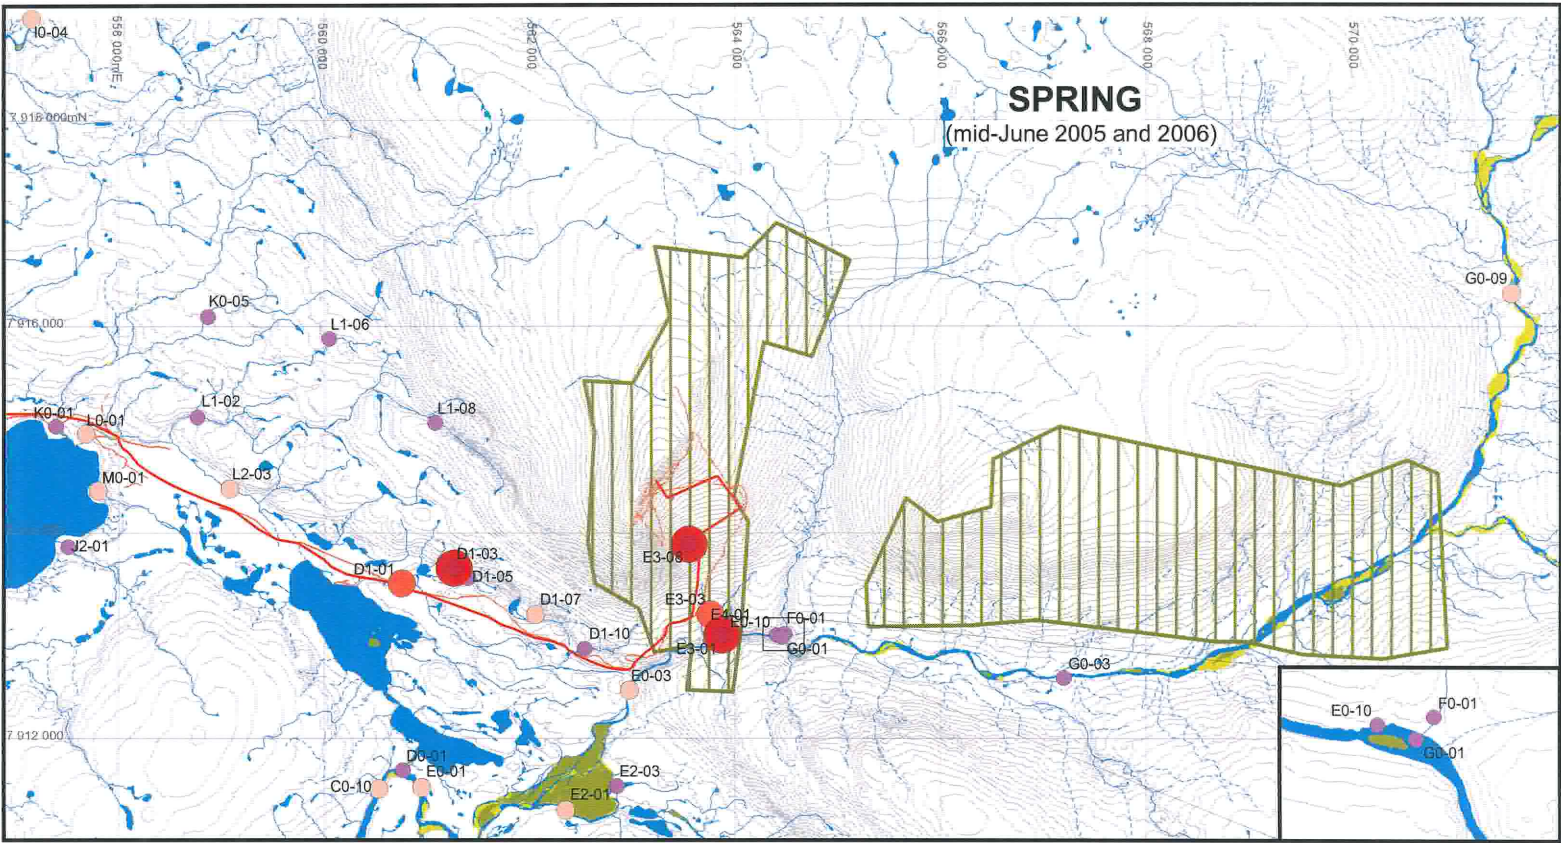 I0-04
558 000mE
560 000
562 000
564 000
566 000
568 000
570 000
SPRING
(mid-June 2005 and 2006)
7 918 000mN
G0-09
K0-05
7 916 000
L1-06
L1-02
L1-08
K0-01
L0-01
L2-03
M0-01
J2-01
D1-03
E3-08
D1-01
D1-05
D1-07
E3-03
E4-01
E0-10
F0-01
D1-10
E3-01
G0-01
G0-03
E0-03
7 912 000
D0-01
C0-10
E0-01
E2-03
E2-01
E0-10
F0-01
G0-01